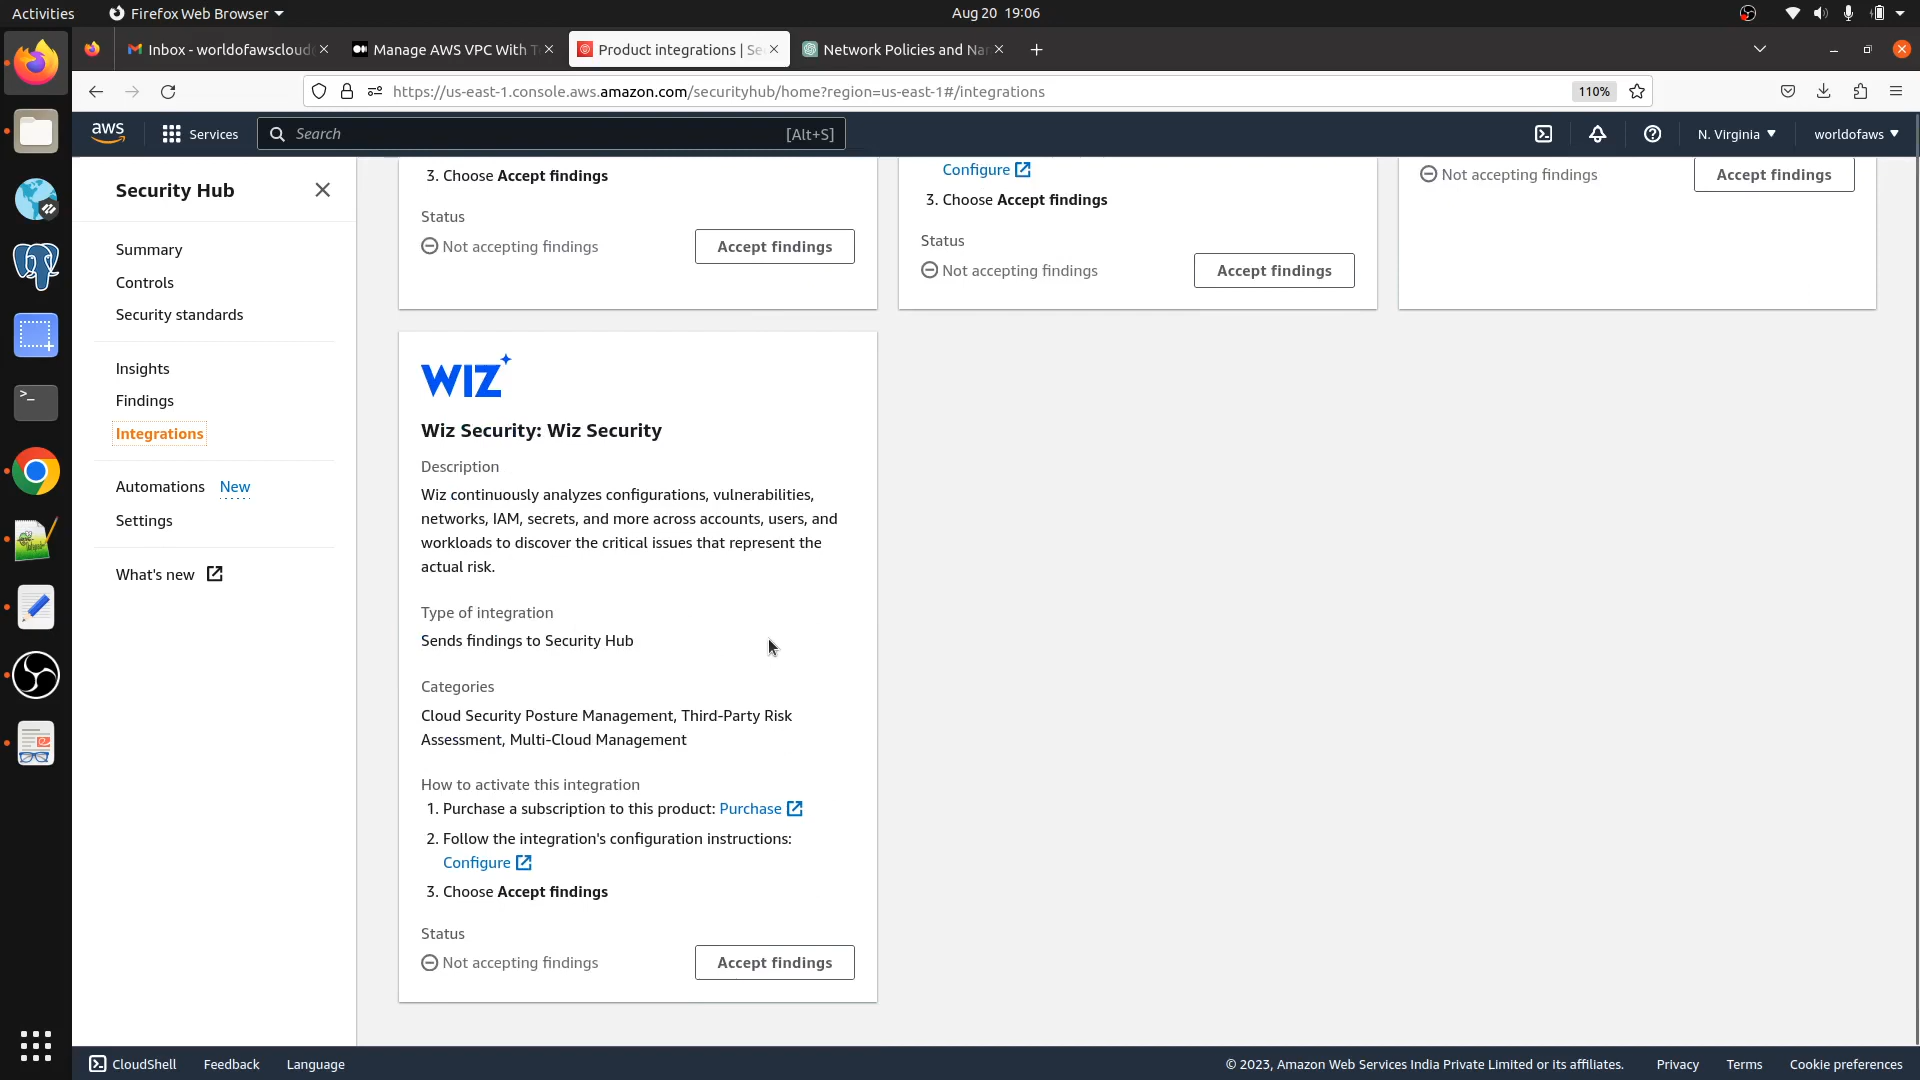 Activities
Firefox Web Browser
Aug 20 19:06
Inbox - worldofawscloud
Manage AWS VPC With T
Product integrations | Se
Network Policies and Na
https://us-east-1.console.aws.amazon.com/securityhub/home?region=us-east-1#/integrations
110%
aws
Services
Search
[Alt+S]
N. Virginia
worldofaws
Security Hub
Summary
Controls
Security standards
Insights
Findings
Integrations
Automations New
Settings
What's new
3. Choose Accept findings
Status
Not accepting findings
Accept findings
Configure
3. Choose Accept findings
Status
Not accepting findings
Accept findings
Not accepting findings
Accept findings
WIZ
Wiz Security: Wiz Security
Description
Wiz continuously analyzes configurations, vulnerabilities,
networks, IAM, secrets, and more across accounts, users, and
workloads to discover the critical issues that represent the
actual risk.
Type of integration
Sends findings to Security Hub
Categories
Cloud Security Posture Management, Third-Party Risk
Assessment, Multi-Cloud Management
How to activate this integration
1. Purchase a subscription to this product: Purchase
2. Follow the integration's configuration instructions:
Configure
3. Choose Accept findings
Status
Not accepting findings
Accept findings
CloudShell
Feedback
Language
© 2023, Amazon Web Services India Private Limited or its affiliates.
Privacy
Terms
Cookie preferences